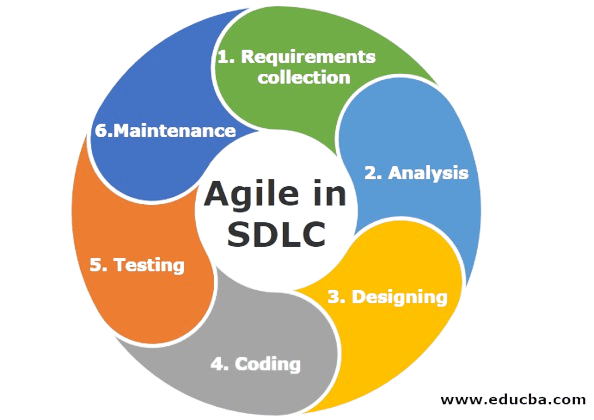 1. Requirements
collection
2. Analysis
3. Designing
4. Coding
5. Testing
6.Maintenance
Agile in
SDLC
www.educba.com